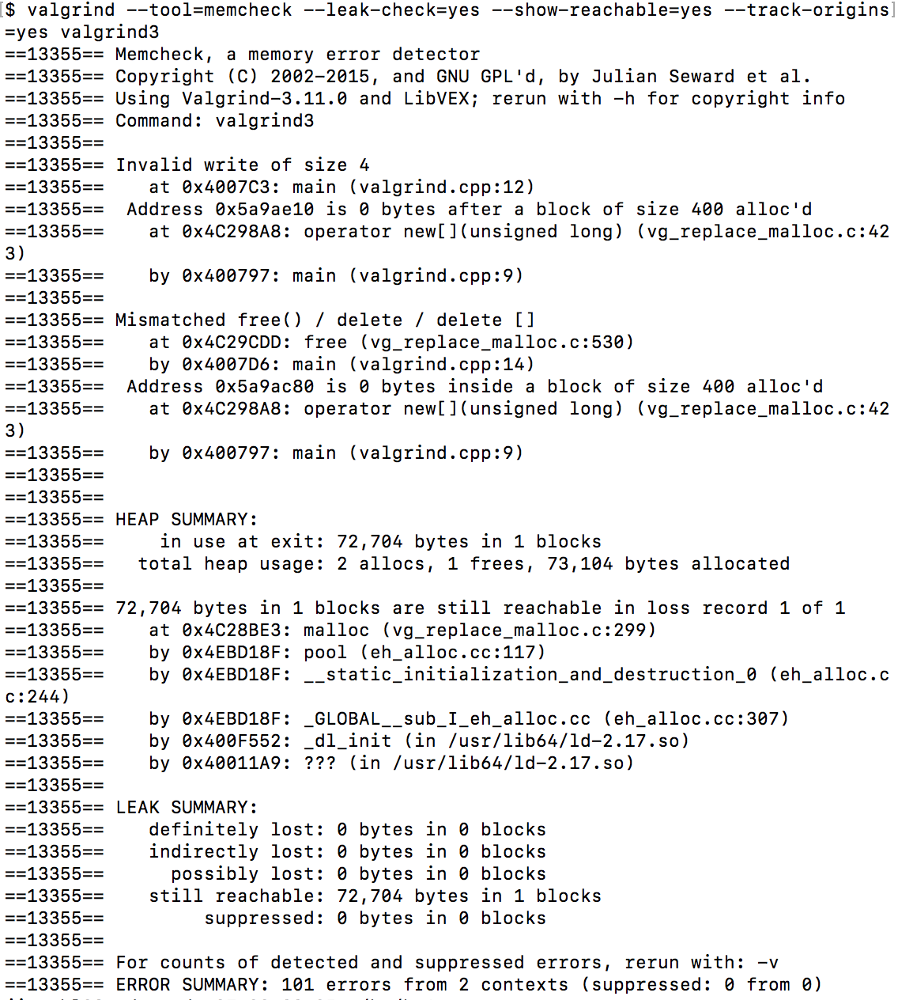 [$ valgrind --tool=memcheck --leak-check=yes --show-reachable=yes --track-origins]
=yes valgrind3
==13355== Memcheck, a memory error detector
==13355== Copyright (C) 2002-2015, and GNU GPL'd, by Julian Seward et al.
==13355== Using Valgrind-3.11.0 and LibVEX; rerun with -h for copyright info
==13355== Command: valgrind3
==13355==
==13355== Invalid write of size 4
==13355==    at 0x4007C3: main (valgrind.cpp:12)
==13355==  Address 0x5a9ae10 is 0 bytes after a block of size 400 alloc'd
==13355==    at 0x4C298A8: operator new[](unsigned long) (vg_replace_malloc.c:42
3)
==13355==    by 0x400797: main (valgrind.cpp:9)
==13355==
==13355== Mismatched free() / delete / delete []
==13355==    at 0x4C29CDD: free (vg_replace_malloc.c:530)
==13355==    by 0x4007D6: main (valgrind.cpp:14)
==13355==  Address 0x5a9ac80 is 0 bytes inside a block of size 400 alloc'd
==13355==    at 0x4C298A8: operator new[](unsigned long) (vg_replace_malloc.c:42
3)
==13355==    by 0x400797: main (valgrind.cpp:9)
==13355==
==13355==
==13355== HEAP SUMMARY:
==13355==     in use at exit: 72,704 bytes in 1 blocks
==13355==   total heap usage: 2 allocs, 1 frees, 73,104 bytes allocated
==13355==
==13355== 72,704 bytes in 1 blocks are still reachable in loss record 1 of 1
==13355==    at 0x4C28BE3: malloc (vg_replace_malloc.c:299)
==13355==    by 0x4EBD18F: pool (eh_alloc.cc:117)
==13355==    by 0x4EBD18F: __static_initialization_and_destruction_0 (eh_alloc.c
c:244)
==13355==    by 0x4EBD18F: _GLOBAL__sub_I_eh_alloc.cc (eh_alloc.cc:307)
==13355==    by 0x400F552: _dl_init (in /usr/lib64/ld-2.17.so)
==13355==    by 0x40011A9: ??? (in /usr/lib64/ld-2.17.so)
==13355==
==13355== LEAK SUMMARY:
==13355==    definitely lost: 0 bytes in 0 blocks
==13355==    indirectly lost: 0 bytes in 0 blocks
==13355==      possibly lost: 0 bytes in 0 blocks
==13355==    still reachable: 72,704 bytes in 1 blocks
==13355==         suppressed: 0 bytes in 0 blocks
==13355==
==13355== For counts of detected and suppressed errors, rerun with: -v
==13355== ERROR SUMMARY: 101 errors from 2 contexts (suppressed: 0 from 0)